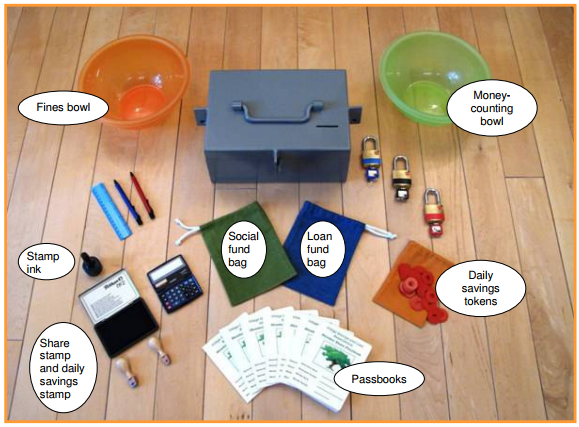 Fines bowl
Money-
counting
bowl
Social
fund
bag
Loan
fund
bag
Stamp
ink
Daily
savings
tokens
Share
stamp
and daily
savings
stamp
Passbooks